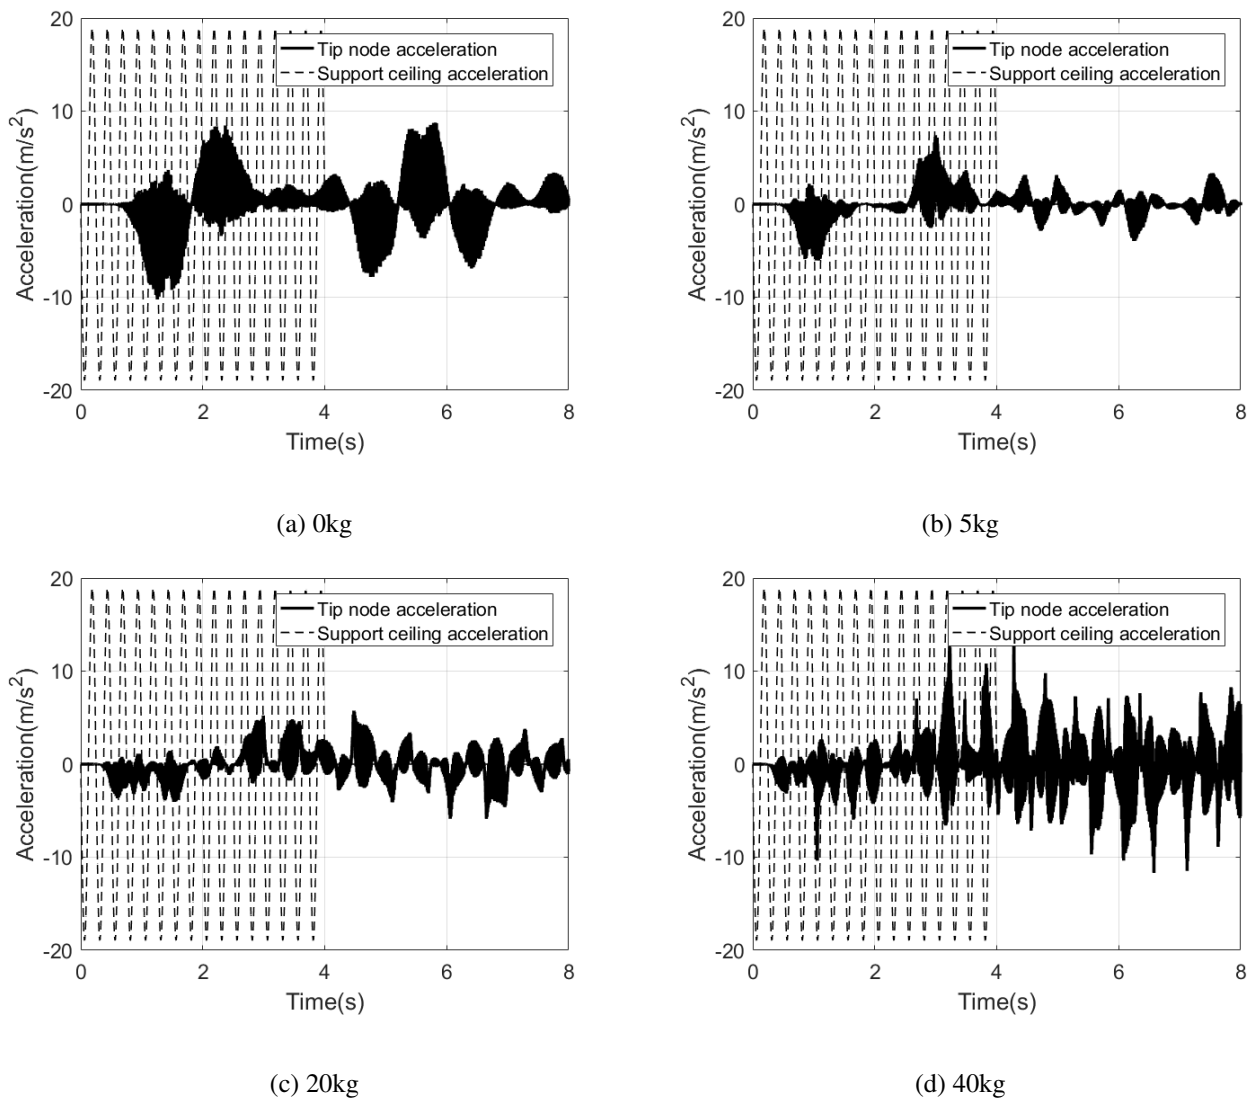 20
10
0
-10
-20
Acceleration(m/s²)
Tip node acceleration
Support ceiling acceleration
0 2 4 6 8
Time(s)
(a) 0kg
20
10
0
-10
-20
Acceleration(m/s²)
Tip node acceleration
Support ceiling acceleration
0 2 4 6 8
Time(s)
(b) 5kg
20
10
0
-10
-20
Acceleration(m/s²)
Tip node acceleration
Support ceiling acceleration
0 2 4 6 8
Time(s)
(c) 20kg
20
10
0
-10
-20
Acceleration(m/s²)
Tip node acceleration
Support ceiling acceleration
0 2 4 6 8
Time(s)
(d) 40kg